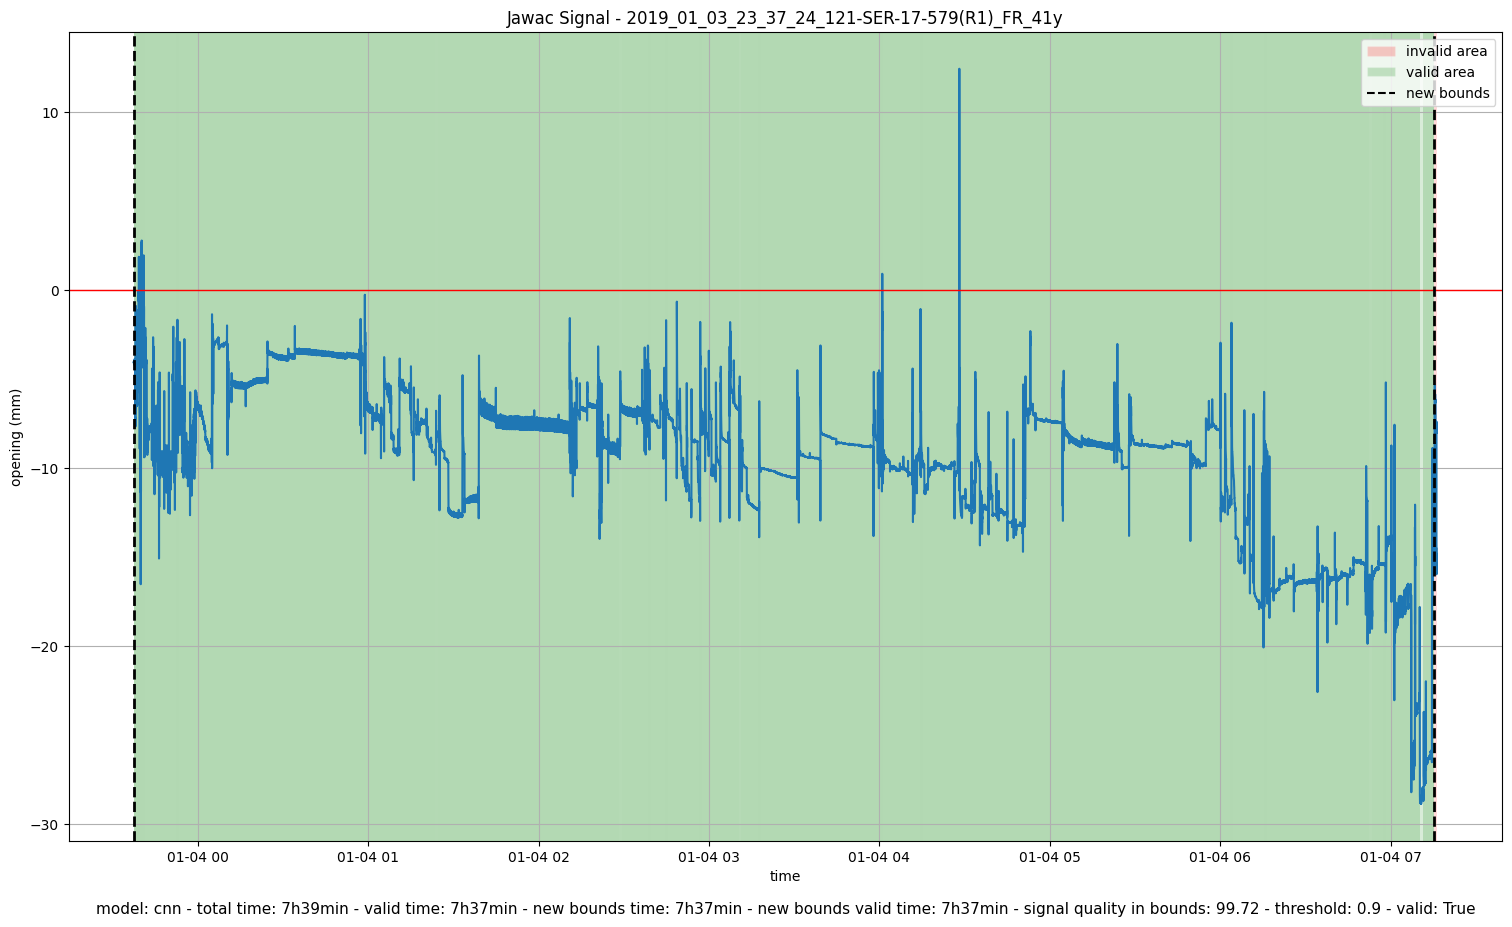 Jawac Signal - 2019_01_03_23_37_24_121-SER-17-579(R1)_FR_41y
invalid area
valid area
new bounds
opening (mm)
10
0
−10
−20
−30
01-04 00 01-04 01 01-04 02 01-04 03 01-04 04 01-04 05 01-04 06 01-04 07
time
model: cnn - total time: 7h39min - valid time: 7h37min - new bounds time: 7h37min - new bounds valid time: 7h37min - signal quality in bounds: 99.72 - threshold: 0.9 - valid: True